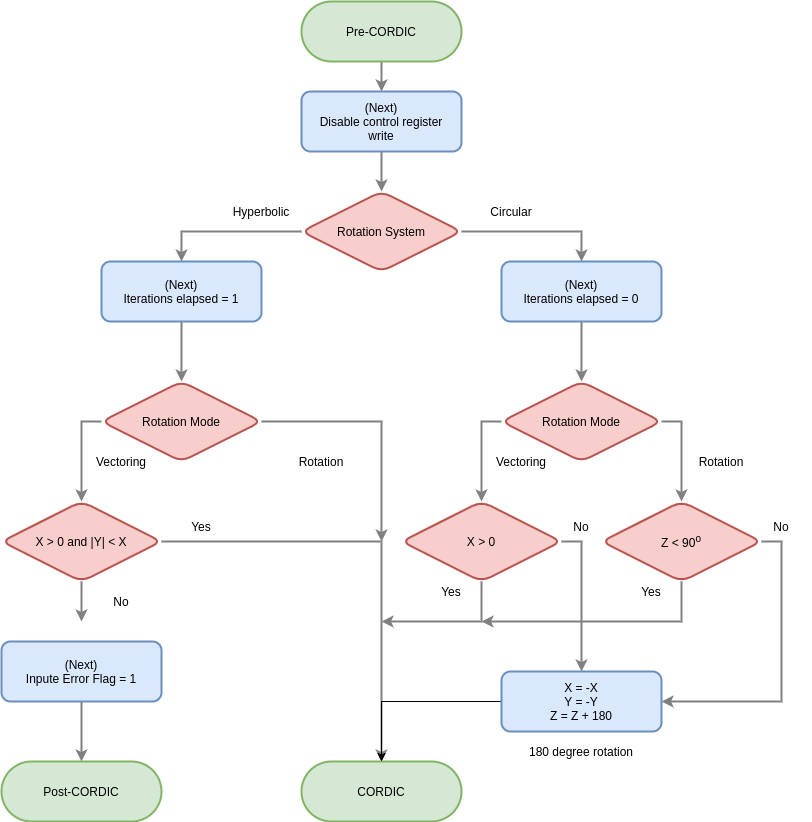 Pre-CORDIC
(Next)
Disable control register
write
Hyperbolic
Circular
Rotation System
(Next)
Iterations elapsed = 1
(Next)
Iterations elapsed = 0
Rotation Mode
Rotation Mode
Vectoring
Rotation
Vectoring
Rotation
X > 0 and |Y| < X
Yes
X > 0
No
Z < 90⁰
No
No
Yes
Yes
(Next)
Inpute Error Flag = 1
X = -X
Y = -Y
Z = Z + 180
180 degree rotation
Post-CORDIC
CORDIC